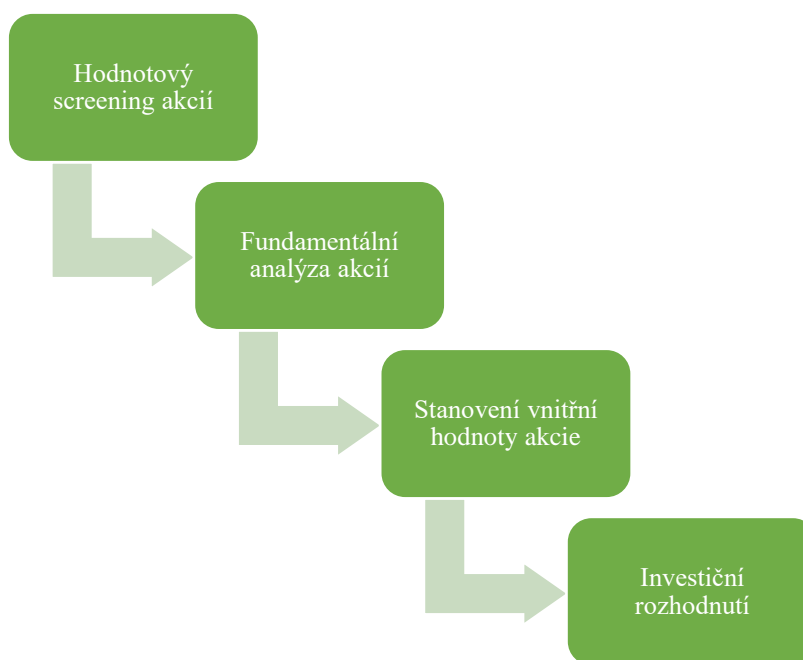 Hodnotový
screening akcií
Fundamentální
analýza akcií
Stanovení vnitřní
hodnoty akcie
Investiční
rozhodnutí